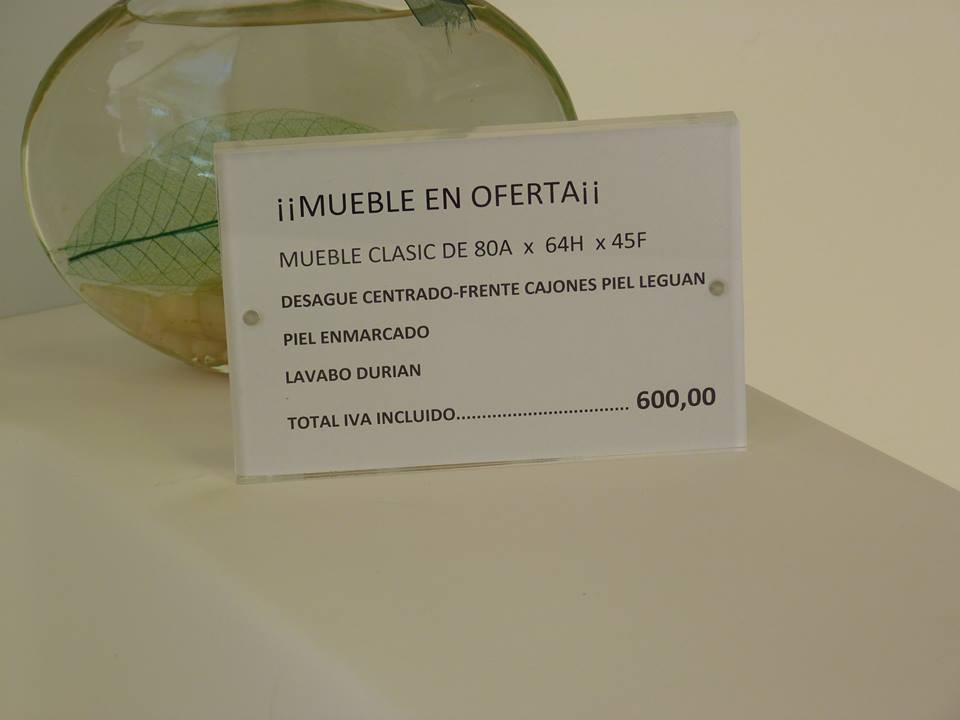 ¡¡MUEBLE EN OFERTA¡¡
MUEBLE CLASIC DE 80A x 64H x 45F
DESAGUE CENTRADO-FRENTE CAJONES PIEL LEGUAN
PIEL ENMARCADO
LAVABO DURIAN
TOTAL IVA INCLUIDO.................................. 600,00